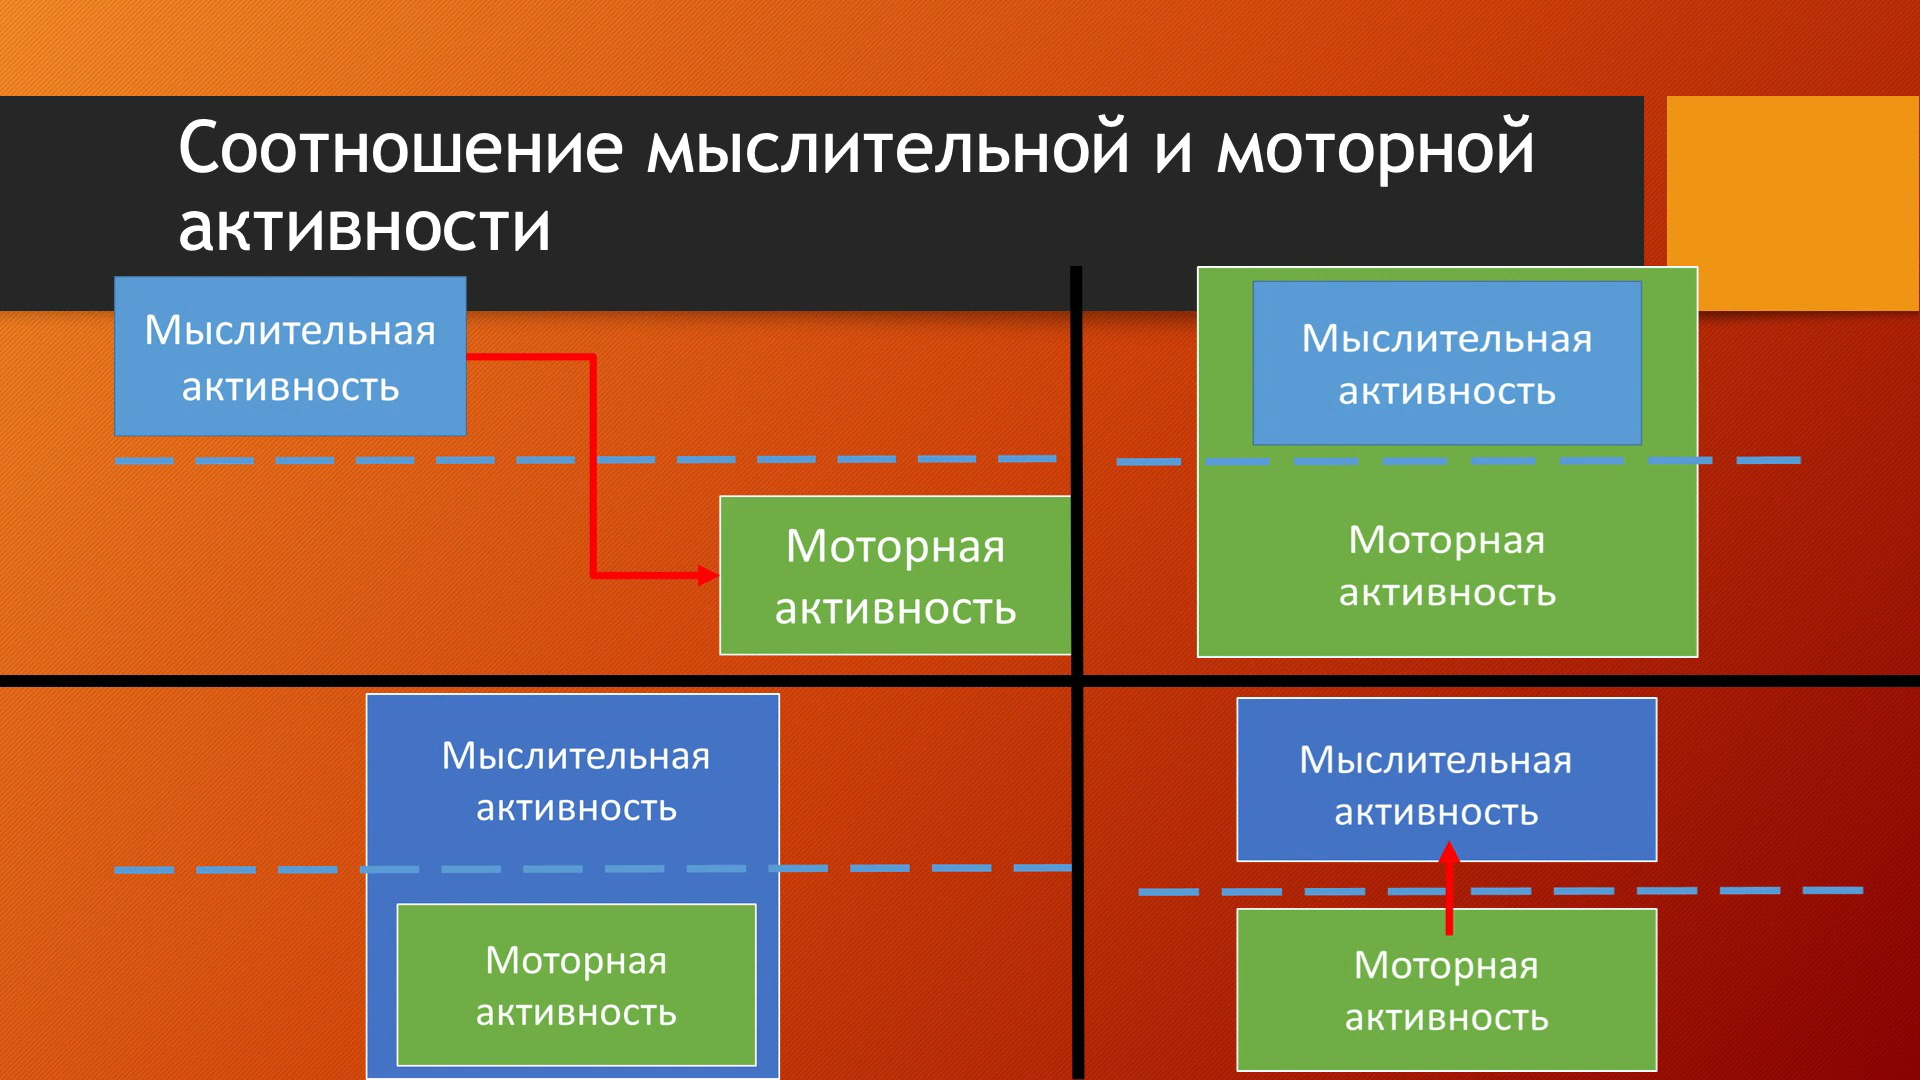 Соотношение мыслительной и моторной
активности
Мыслительная
активность
Моторная
активность
Мыслительная
активность
Моторная
активность
Мыслительная
активность
Моторная
активность
Мыслительная
активность
Моторная
активность